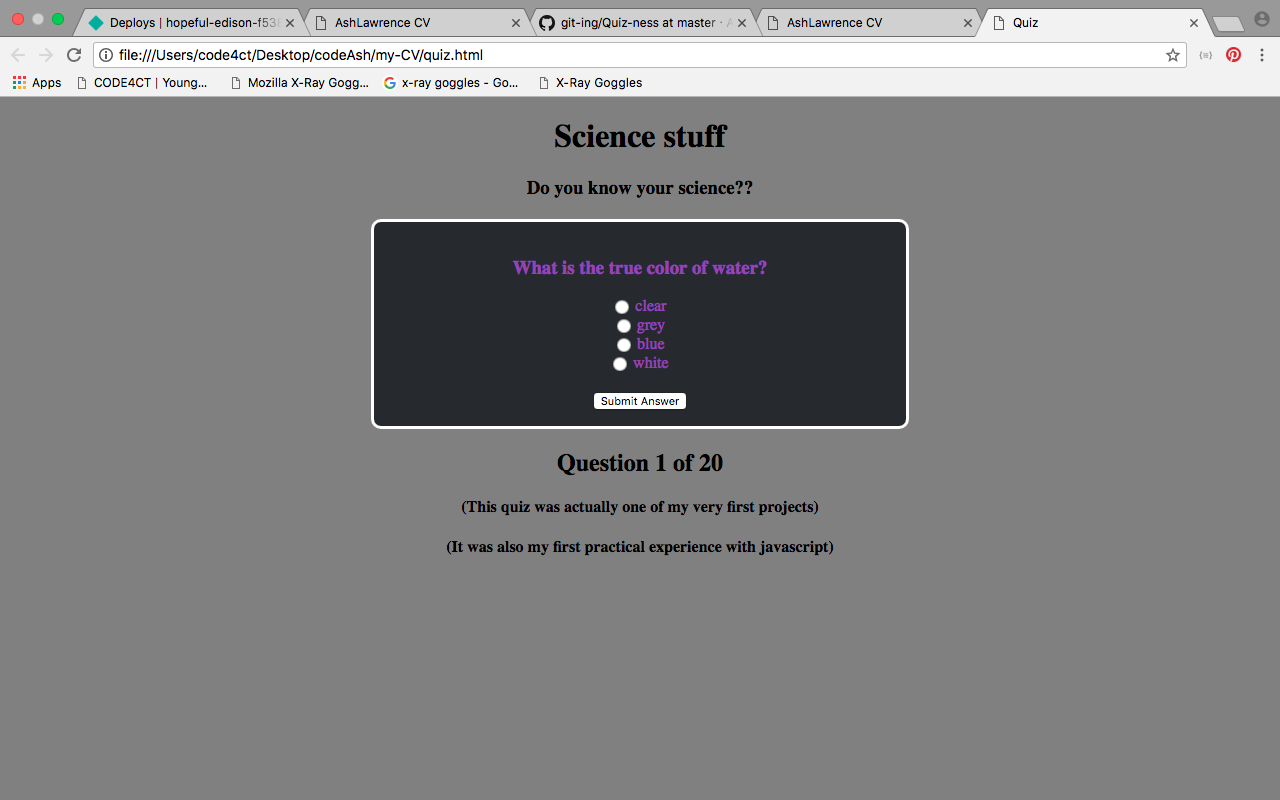 Deploys | hopeful-edison-f538
AshLawrence CV
git-ing/Quiz-ness at master · A
AshLawrence CV
Quiz
file:///Users/code4ct/Desktop/codeAsh/my-CV/quiz.html
Apps
CODE4CT | Young...
Mozilla X-Ray Gogg...
x-ray goggles - Go...
X-Ray Goggles
Science stuff
Do you know your science??
What is the true color of water?
clear
grey
blue
white
Submit Answer
Question 1 of 20
(This quiz was actually one of my very first projects)
(It was also my first practical experience with javascript)